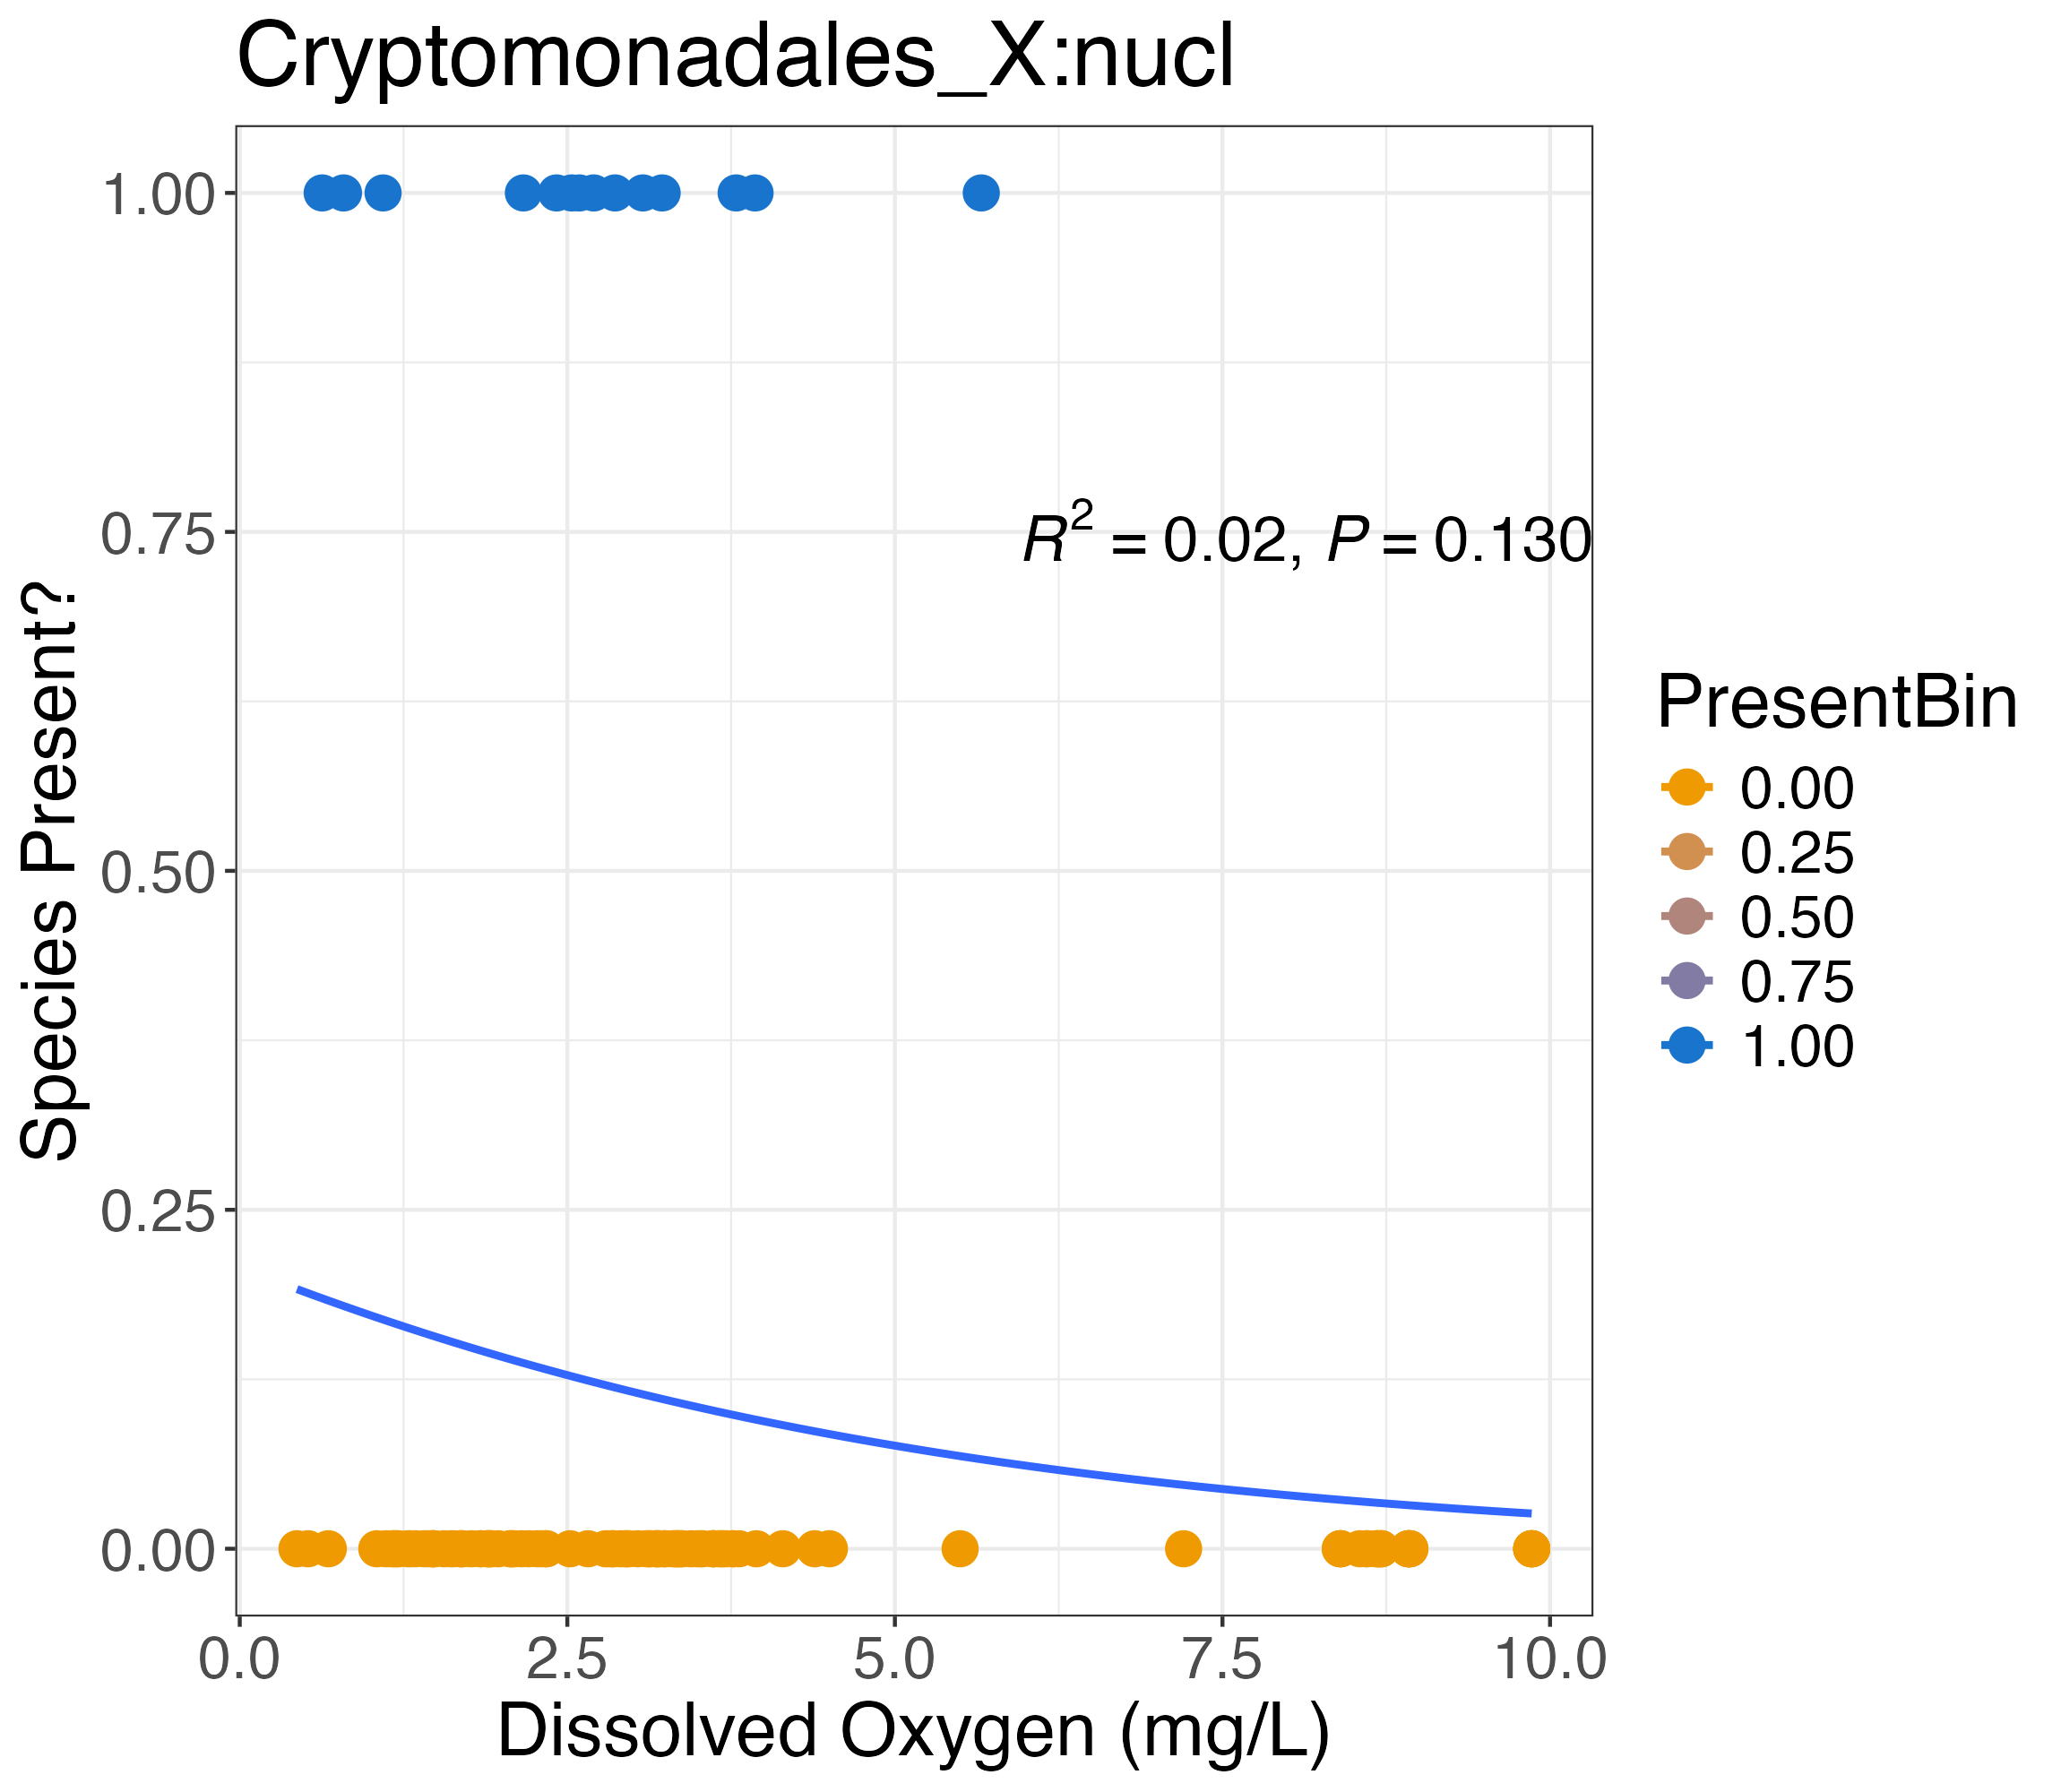 Cryptomonadales_X:nucl
1.00
0.75
0.50
0.25
0.00
Species Present?
R² = 0.02, P = 0.130
0.0 2.5 5.0 7.5 10.0
Dissolved Oxygen (mg/L)
PresentBin
0.00
0.25
0.50
0.75
1.00